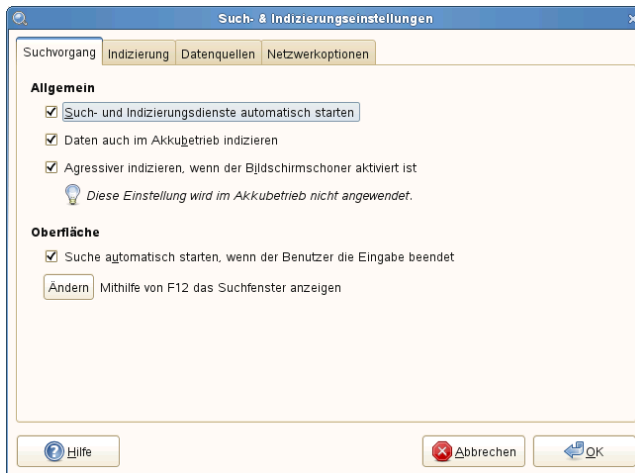 Such- & Indizierungseinstellungen
Suchvorgang Indizierung Datenquellen Netzwerkoptionen
Allgemein
Such- und Indizierungsdienste automatisch starten
Daten auch im Akkubetrieb indizieren
Agressiver indizieren, wenn der Bildschirmschoner aktiviert ist
Diese Einstellung wird im Akkubetrieb nicht angewendet.
Oberfläche
Suche automatisch starten, wenn der Benutzer die Eingabe beendet
Ändern Mithilfe von F12 das Suchfenster anzeigen
Hilfe Abbrechen OK